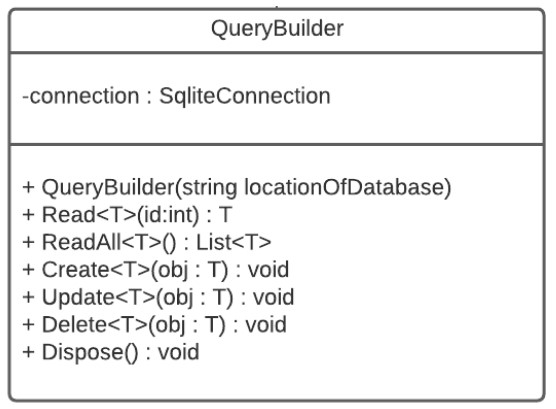 QueryBuilder
-connection : SqliteConnection
+ QueryBuilder(string locationOfDatabase)
+ Read<T>(id:int) : T
+ ReadAll<T>() : List<T>
+ Create<T>(obj : T) : void
+ Update<T>(obj : T) : void
+ Delete<T>(obj : T) : void
+ Dispose() : void